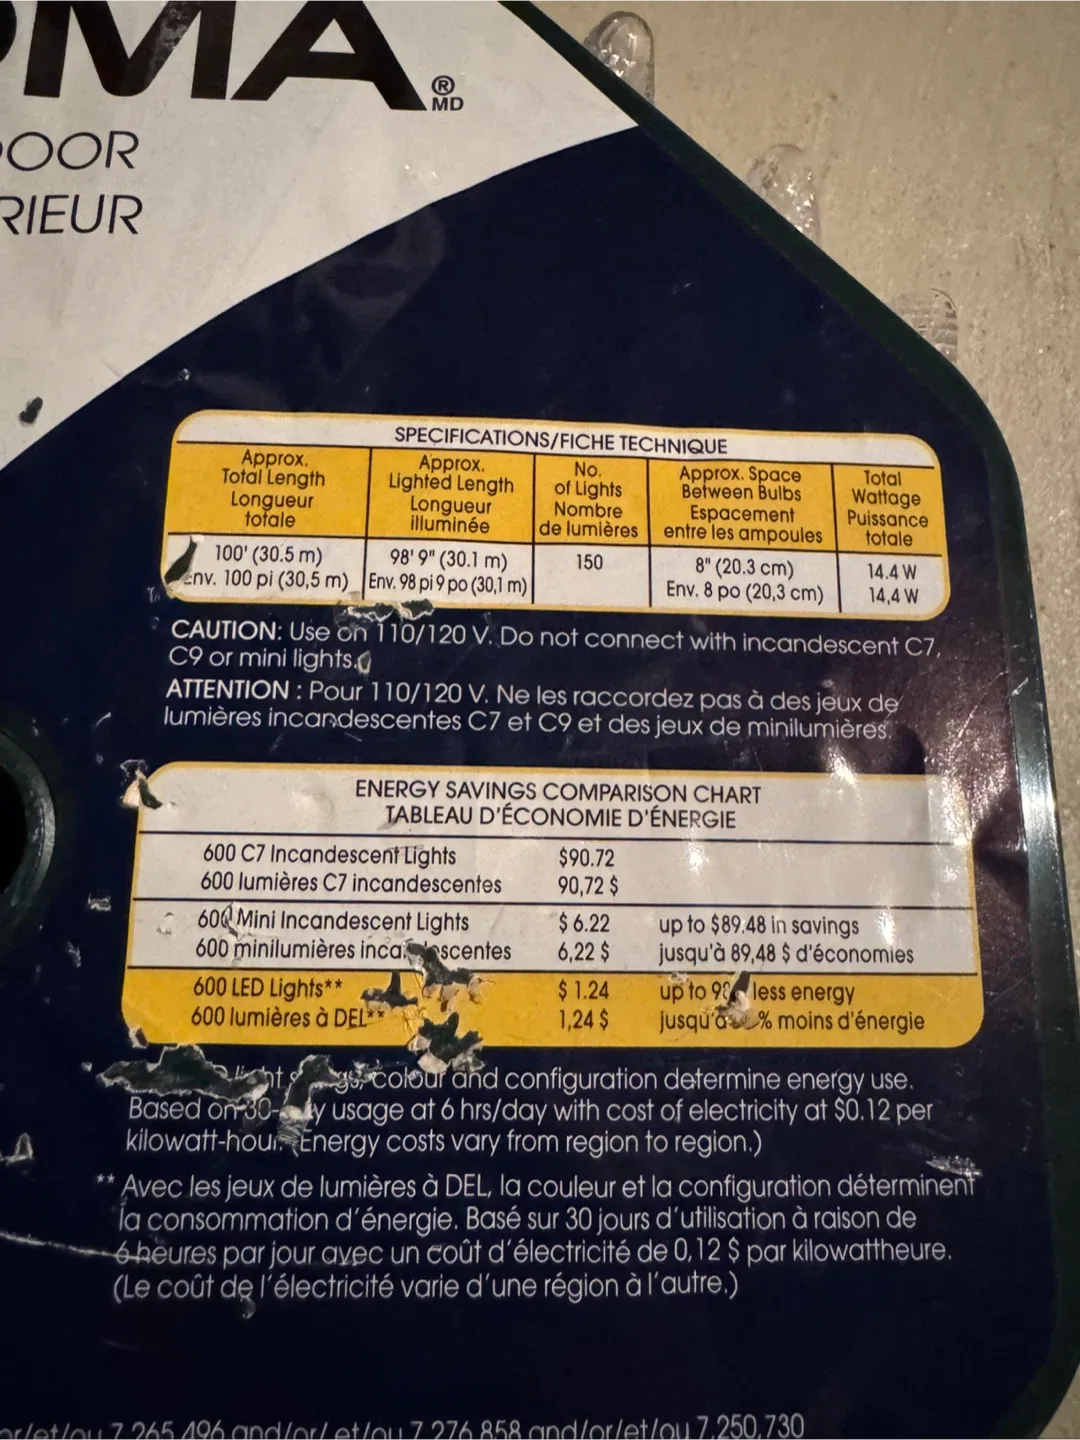 OMA® MD
OOR
RIEUR
SPECIFICATIONS/FICHE TECHNIQUE
Approx. Total Length Longueur totale
Approx. Lighted Length Longueur illuminée
No. of Lights Nombre de lumières
Approx. Space Between Bulbs Espacement entre les ampoules
Total Wattage Puissance totale
100' (30.5 m) 98' 9" (30.1 m) 150 8" (20.3 cm) 14.4 W
Env. 100 pi (30,5 m) Env. 98 pi 9 po (30,1 m) Env. 8 po (20,3 cm) 14,4 W
CAUTION: Use on 110/120 V. Do not connect with incandescent C7,
C9 or mini lights.
ATTENTION : Pour 110/120 V. Ne les raccordez pas à des jeux de
lumières incandescentes C7 et C9 et des jeux de minilumières.
ENERGY SAVINGS COMPARISON CHART
TABLEAU D'ÉCONOMIE D'ÉNERGIE
600 C7 Incandescent Lights $90.72
600 lumières C7 incandescentes 90,72 $
600 Mini Incandescent Lights $ 6.22 up to $89.48 in savings
600 minilumières incandescentes 6,22 $ jusqu'à 89,48 $ d'économies
600 LED Lights** $ 1.24 up to less energy
600 lumières à DEL** 1,24 $ jusqu'à % moins d'énergie
colour and configuration determine energy use.
Based on 30-day usage at 6 hrs/day with cost of electricity at $0.12 per
kilowatt-hour. (Energy costs vary from region to region.)
** Avec les jeux de lumières à DEL, la couleur et la configuration déterminent
la consommation d'énergie. Basé sur 30 jours d'utilisation à raison de
6 heures par jour avec un coût d'électricité de 0,12 $ par kilowattheure.
(Le coût de l'électricité varie d'une région à l'autre.)
or/et/ou 7,265,496 and/or/et/ou 7,276,858 and/or/et/ou 7,250,730